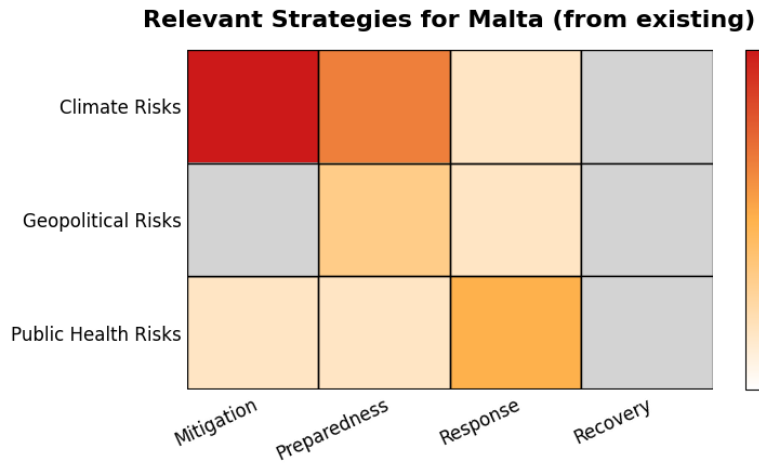 Relevant Strategies for Malta (from existing)
Climate Risks
Geopolitical Risks
Public Health Risks
Mitigation
Preparedness
Response
Recovery